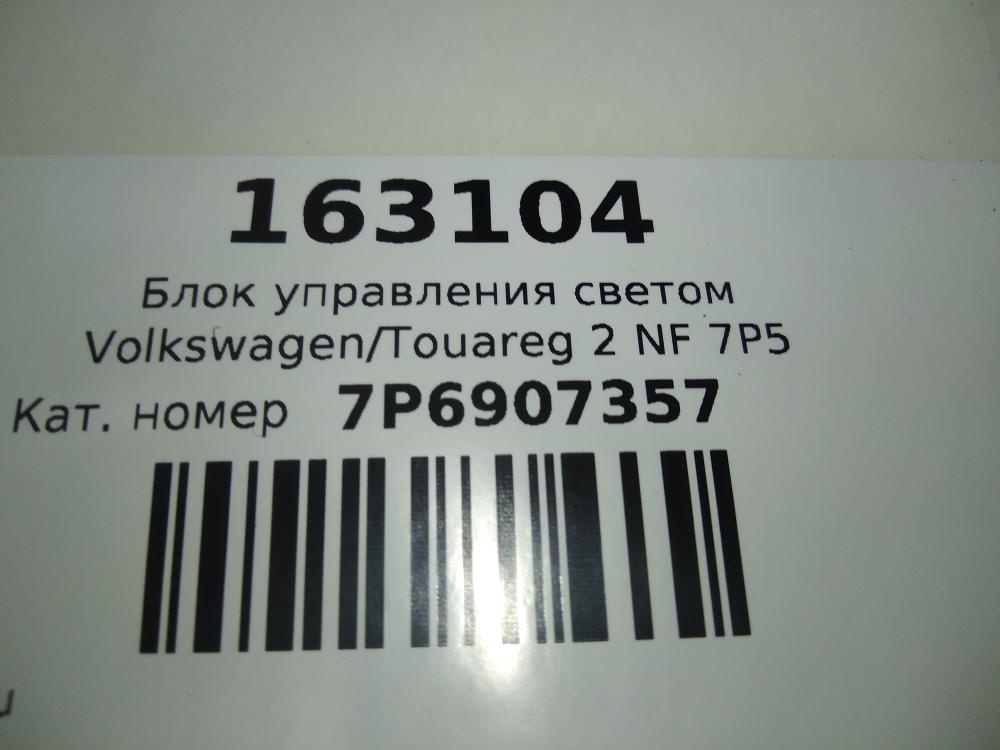 163104
Блок управления светом
Volkswagen/Touareg 2 NF 7P5
Кат. номер 7P6907357